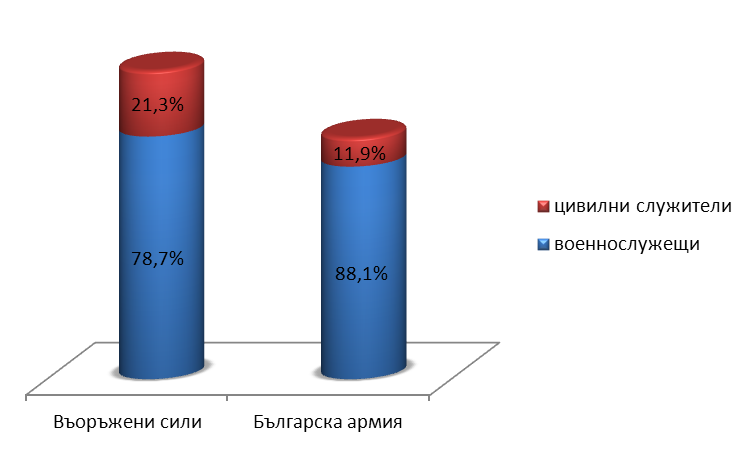 21,3%
11,9%
78,7%
88,1%
цивилни служители
военнослужещи
Въоръжени сили
Българска армия